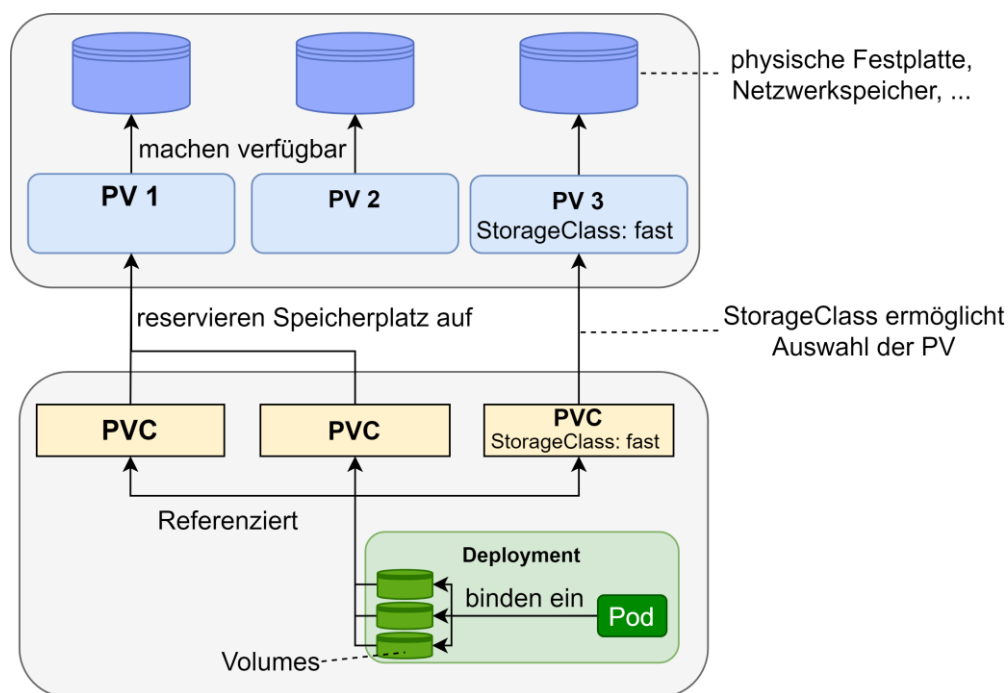 physische Festplatte,
Netzwerkspeicher, ...
machen verfügbar
PV 1
PV 2
PV 3
StorageClass: fast
reservieren Speicherplatz auf
StorageClass ermöglicht
Auswahl der PV
PVC
PVC
PVC
StorageClass: fast
Referenziert
Deployment
binden ein
Pod
Volumes